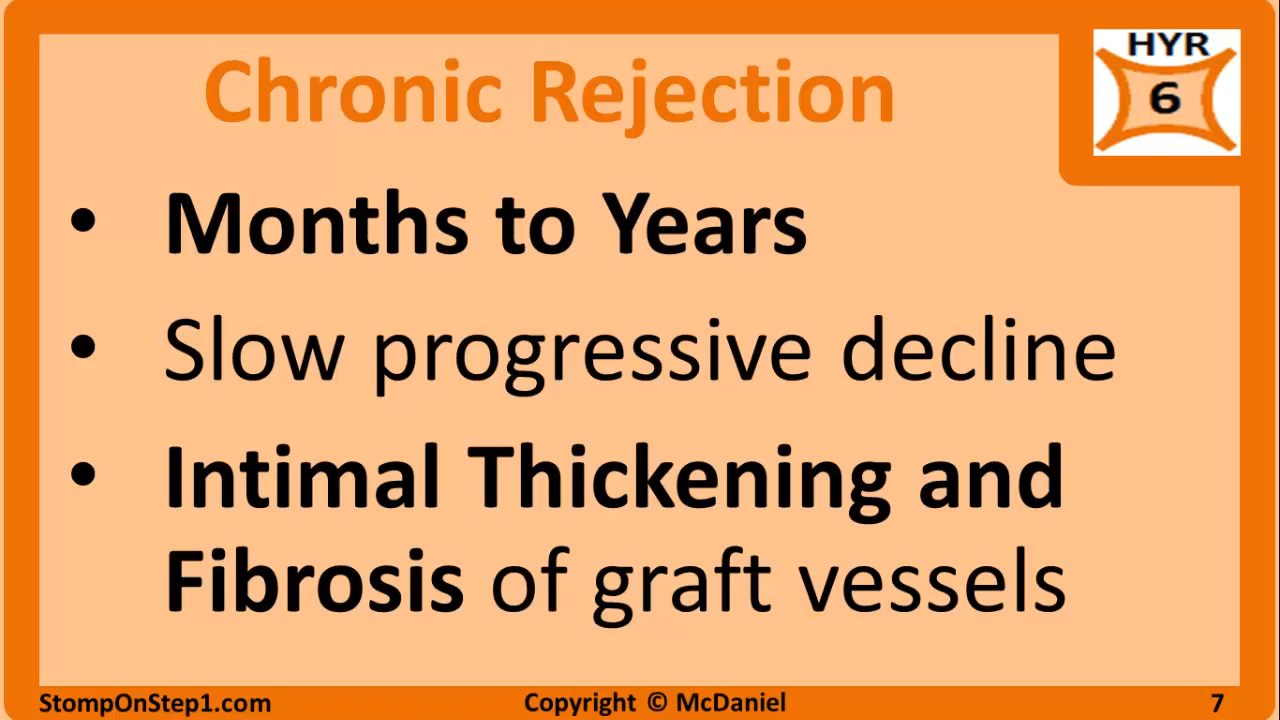 Chronic Rejection
HYR
6
• Months to Years
• Slow progressive decline
• Intimal Thickening and
Fibrosis of graft vessels
StompOnStep1.com
Copyright © McDaniel
7